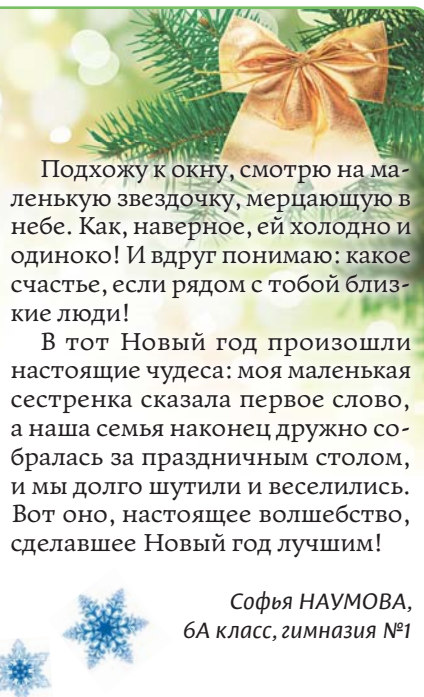 Подхожу к окну, смотрю на ма-
ленькую звездочку, мерцающую в
небе. Как, наверное, ей холодно и
одиноко! И вдруг понимаю: какое
счастье, если рядом с тобой близ-
кие люди!
В тот Новый год произошли
настоящие чудеса: моя маленькая
сестренка сказала первое слово,
а наша семья наконец дружно со-
бралась за праздничным столом,
и мы долго шутили и веселились.
Вот оно, настоящее волшебство,
сделавшее Новый год лучшим!
Софья НАУМОВА,
6А класс, гимназия №1